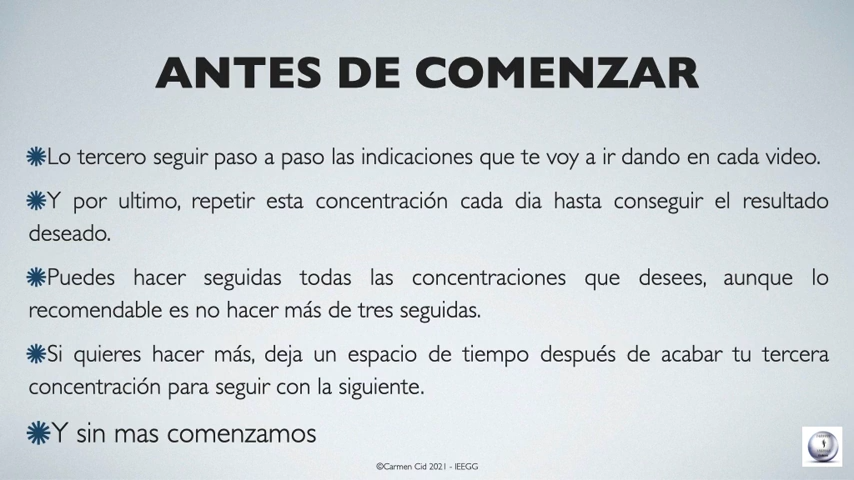 ANTES DE COMENZAR
Lo tercero seguir paso a paso las indicaciones que te voy a ir dando en cada video.
Y por ultimo, repetir esta concentración cada dia hasta conseguir el resultado
deseado.
Puedes hacer seguidas todas las concentraciones que desees, aunque lo
recomendable es no hacer más de tres seguidas.
Si quieres hacer más, deja un espacio de tiempo después de acabar tu tercera
concentración para seguir con la siguiente.
Y sin mas comenzamos
©Carmen Cid 2021 - IEEGG